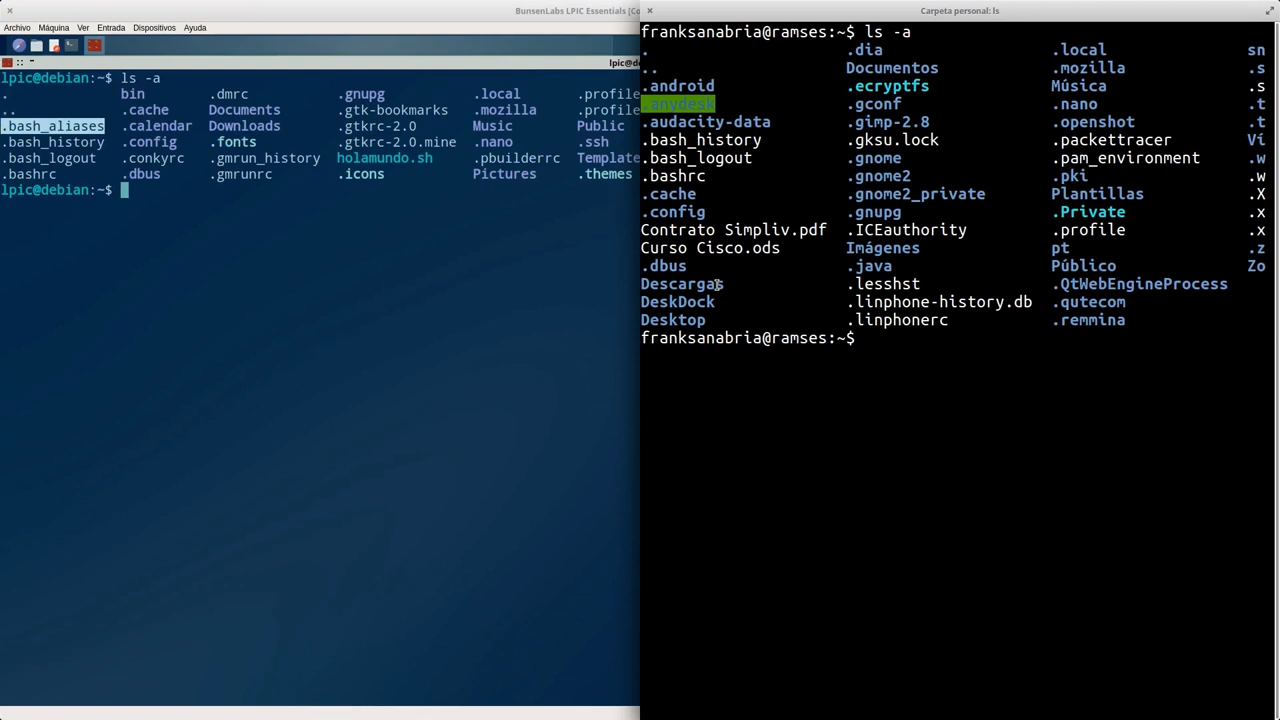 BunsenLabs LPIC Essentials [Co
Archivo Máquina Ver Entrada Dispositivos Ayuda
:: ~ lpic@d
lpic@debian:~$ ls -a
. bin .dmrc .gnupg .local .profile
.. .cache Documents .gtk-bookmarks .mozilla .profile
.bash_aliases .calendar Downloads .gtkrc-2.0 Music Public
.bash_history .config .fonts .gtkrc-2.0.mine .nano .ssh
.bash_logout .conkyrc .gmrun_history holamundo.sh .pbuilderrc Template
.bashrc .dbus .gmrunrc .icons Pictures .themes
lpic@debian:~$
Carpeta personal: ls
franksanabria@ramses:~$ ls -a
. .dia .local sn
.. Documentos .mozilla .s
.android .ecryptfs Música .s
.anydesk .gconf .nano .t
.audacity-data .gimp-2.8 .openshot .t
.bash_history .gksu.lock .packettracer Vi
.bash_logout .gnome .pam_environment .w
.bashrc .gnome2 .pki .w
.cache .gnome2_private Plantillas .X
.config .gnupg .Private .x
Contrato Simpliv.pdf .ICEauthority .profile .x
Curso Cisco.ods Imágenes pt .z
.dbus .java Público Zo
Descargas .lesshst .QtWebEngineProcess
DeskDock .linphone-history.db .qutecom
Desktop .linphonerc .remmina
franksanabria@ramses:~$